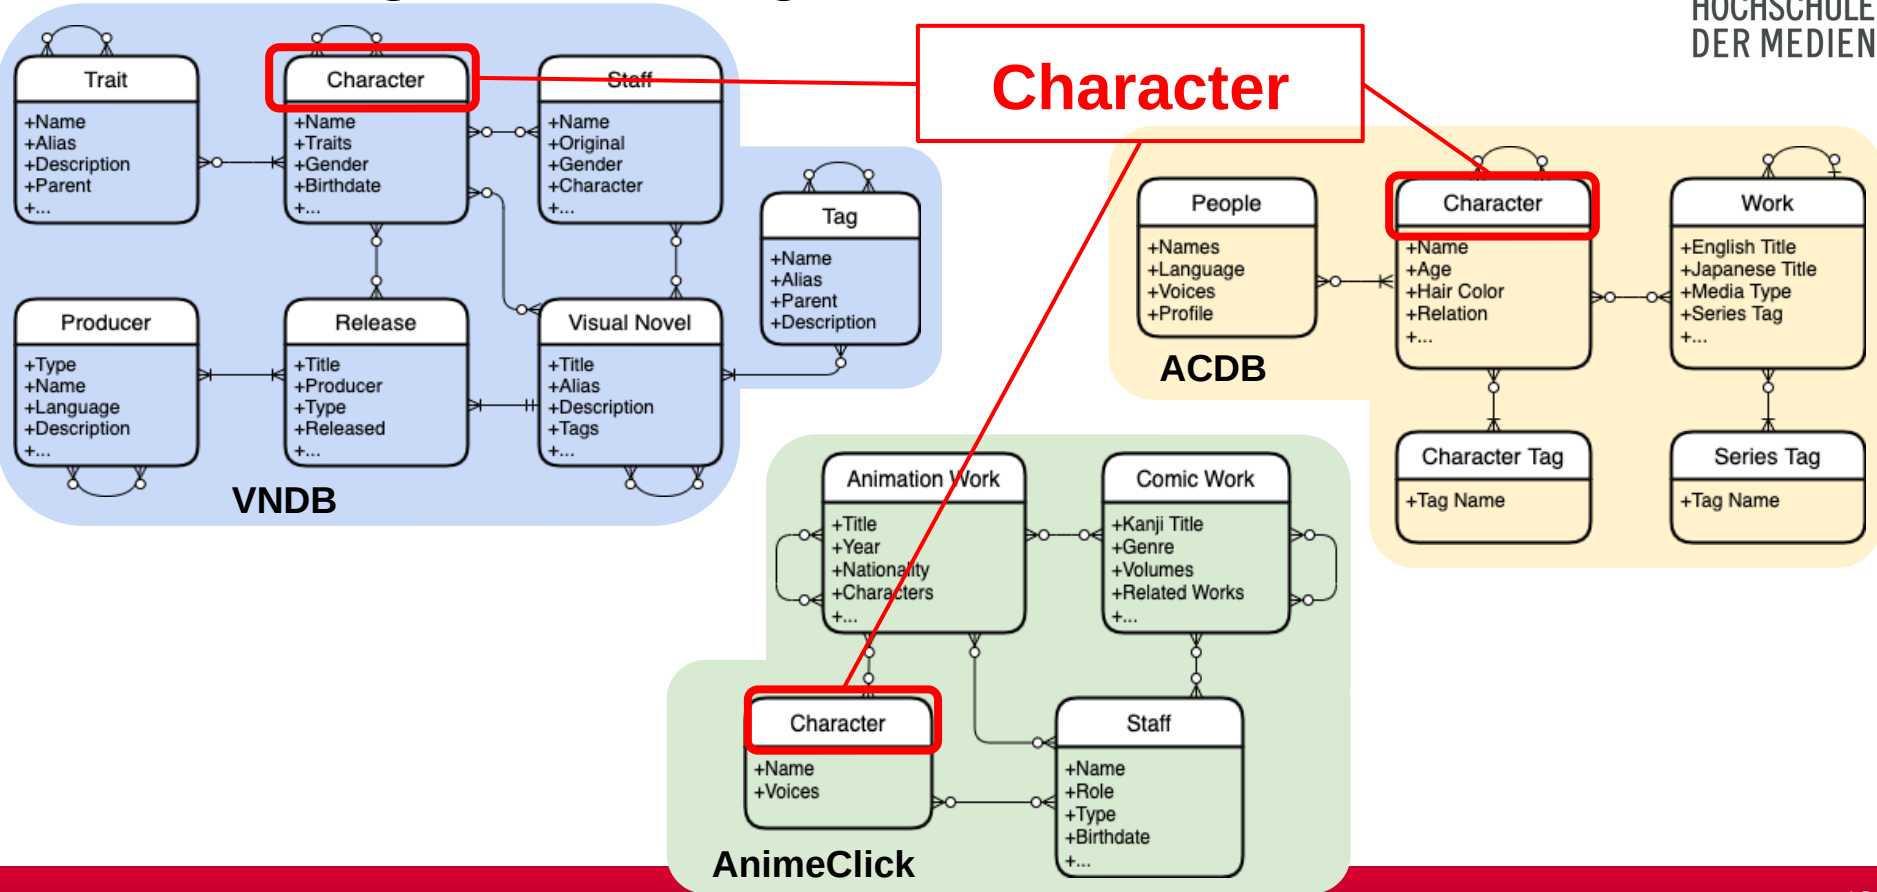 HOCHSCHULE
DER MEDIEN
Character
Trait
+Name
+Alias
+Description
+Parent
+...
Character
+Name
+Traits
+Gender
+Birthdate
+...
Staff
+Name
+Original
+Gender
+Character
+...
Tag
+Name
+Alias
+Parent
+Description
Producer
+Type
+Name
+Language
+Description
+...
Release
+Title
+Producer
+Type
+Released
+...
Visual Novel
+Title
+Alias
+Description
+Tags
+...
VNDB
People
+Names
+Language
+Voices
+Profile
Character
+Name
+Age
+Hair Color
+Relation
+...
Work
+English Title
+Japanese Title
+Media Type
+Series Tag
+...
ACDB
Character Tag
+Tag Name
Series Tag
+Tag Name
Animation Work
+Title
+Year
+Nationality
+Characters
+...
Comic Work
+Kanji Title
+Genre
+Volumes
+Related Works
+...
Character
+Name
+Voices
Staff
+Name
+Role
+Type
+Birthdate
+...
AnimeClick